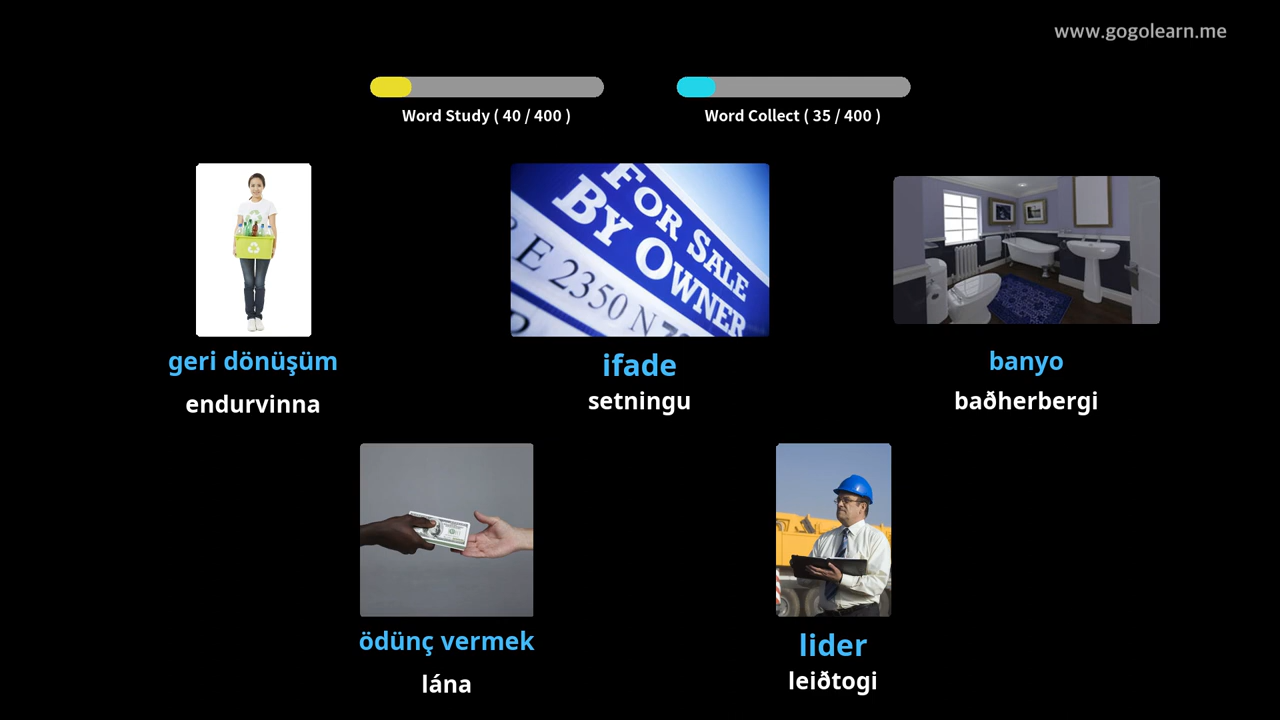 www.gogolearn.me
Word Study ( 40 / 400 )
Word Collect ( 35 / 400 )
FOR SALE
BY OWNER
E 2350 N
geri dönüşüm
endurvinna
ifade
setningu
banyo
baðherbergi
ödünç vermek
lána
lider
leiðtogi